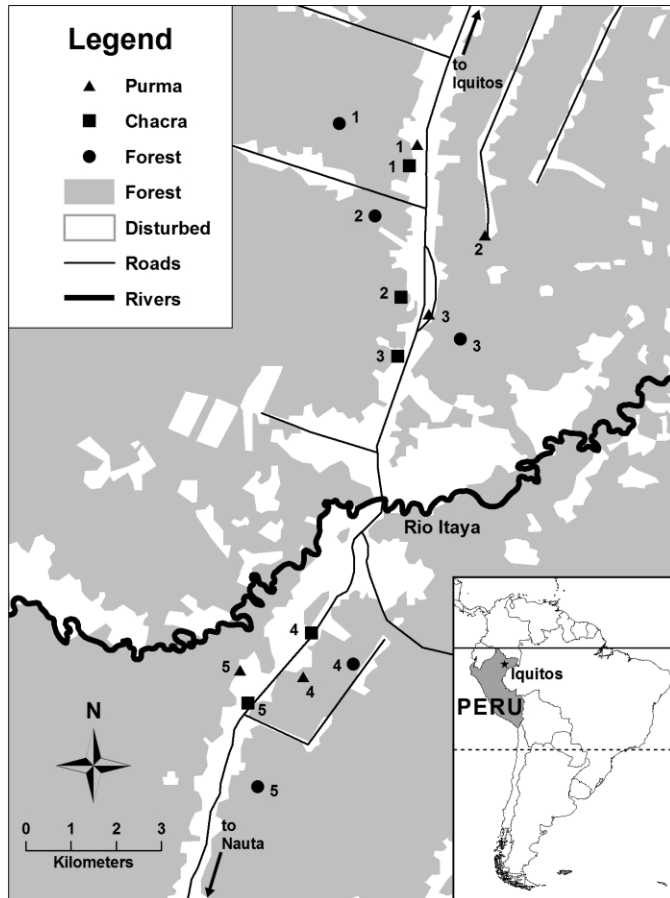 Legend
Purma
Chacra
Forest
Forest
Disturbed
Roads
Rivers
to
Iquitos
1
1
1
2
2
2
3
3
3
Rio Itaya
4
4
4
5
5
5
N
0 1 2 3
Kilometers
to
Nauta
Iquitos
PERU